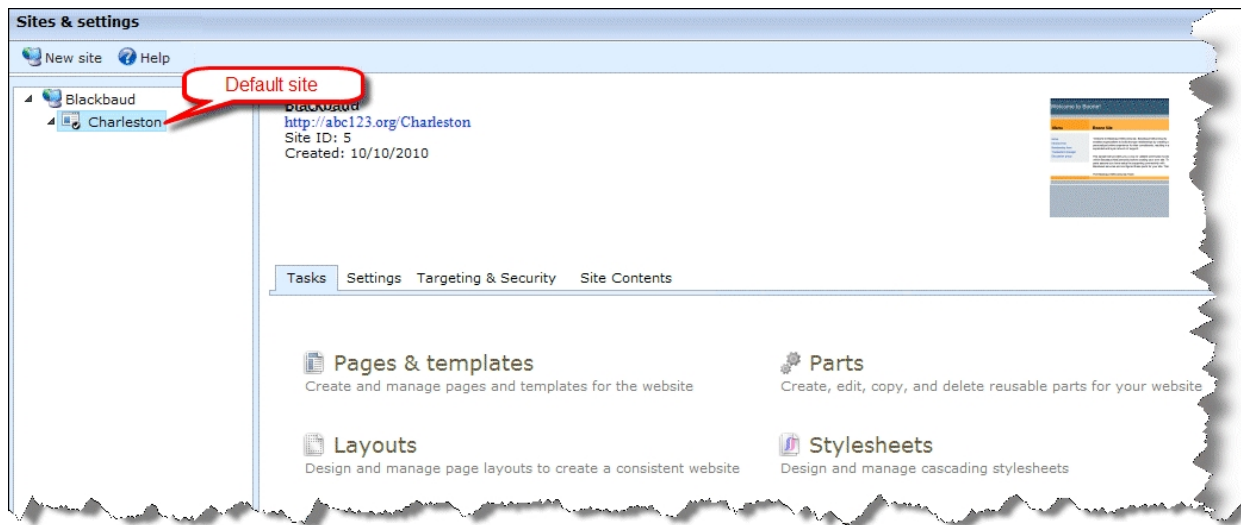 Sites & settings
New site Help
Default site
Blackbaud
Charleston
Blackbaud
http://abc123.org/Charleston
Site ID: 5
Created: 10/10/2010
Welcome to Boone!
Tasks Settings Targeting & Security Site Contents
Pages & templates
Create and manage pages and templates for the website
Parts
Create, edit, copy, and delete reusable parts for your website
Layouts
Design and manage page layouts to create a consistent website
Stylesheets
Design and manage cascading stylesheets